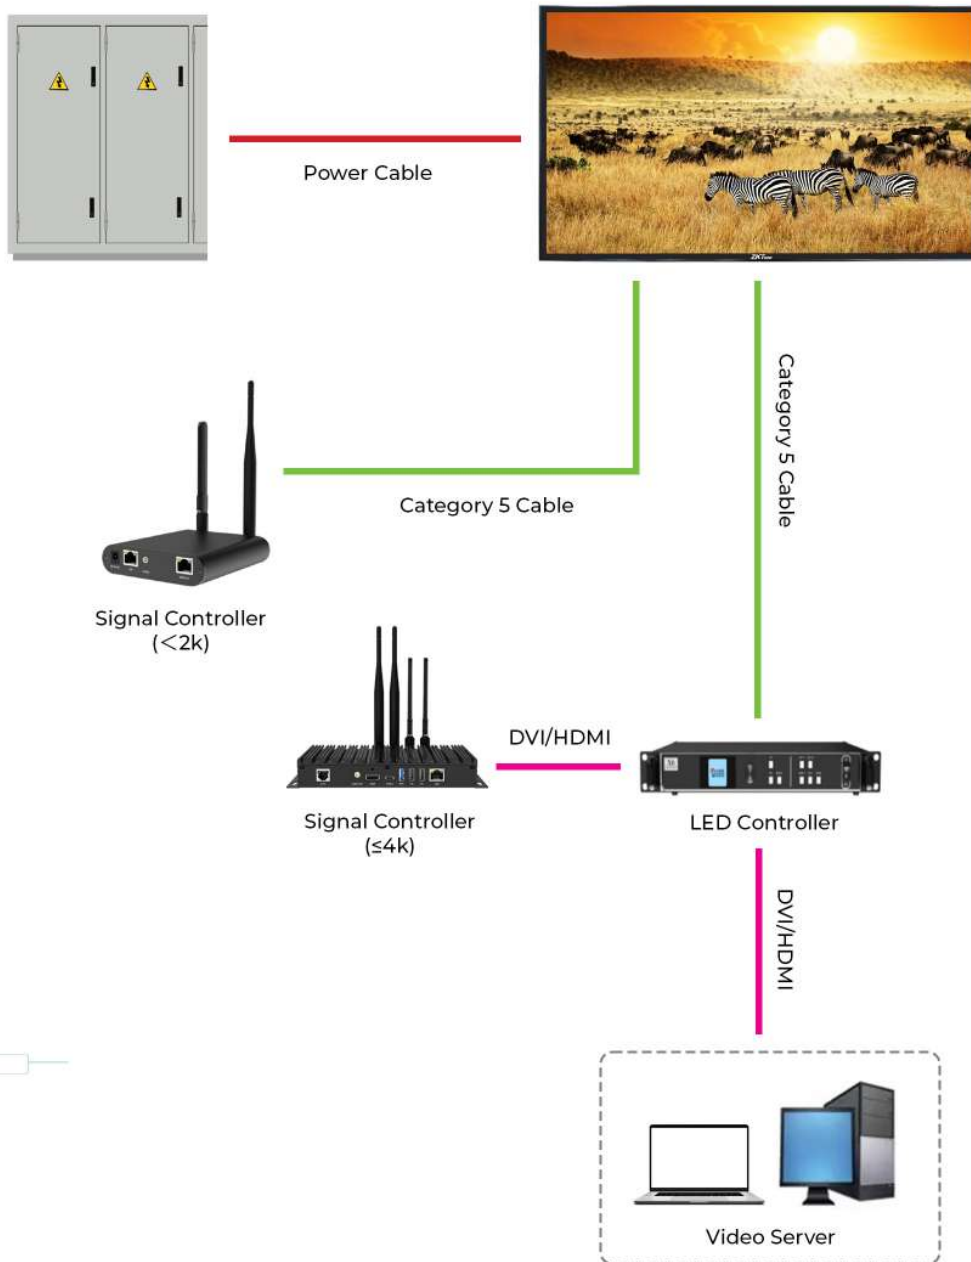 Power Cable
ZKTeco
Category 5 Cable
Category 5 Cable
Signal Controller
(<2k)
DVI/HDMI
Signal Controller
(≤4k)
LED Controller
DVI/HDMI
Video Server